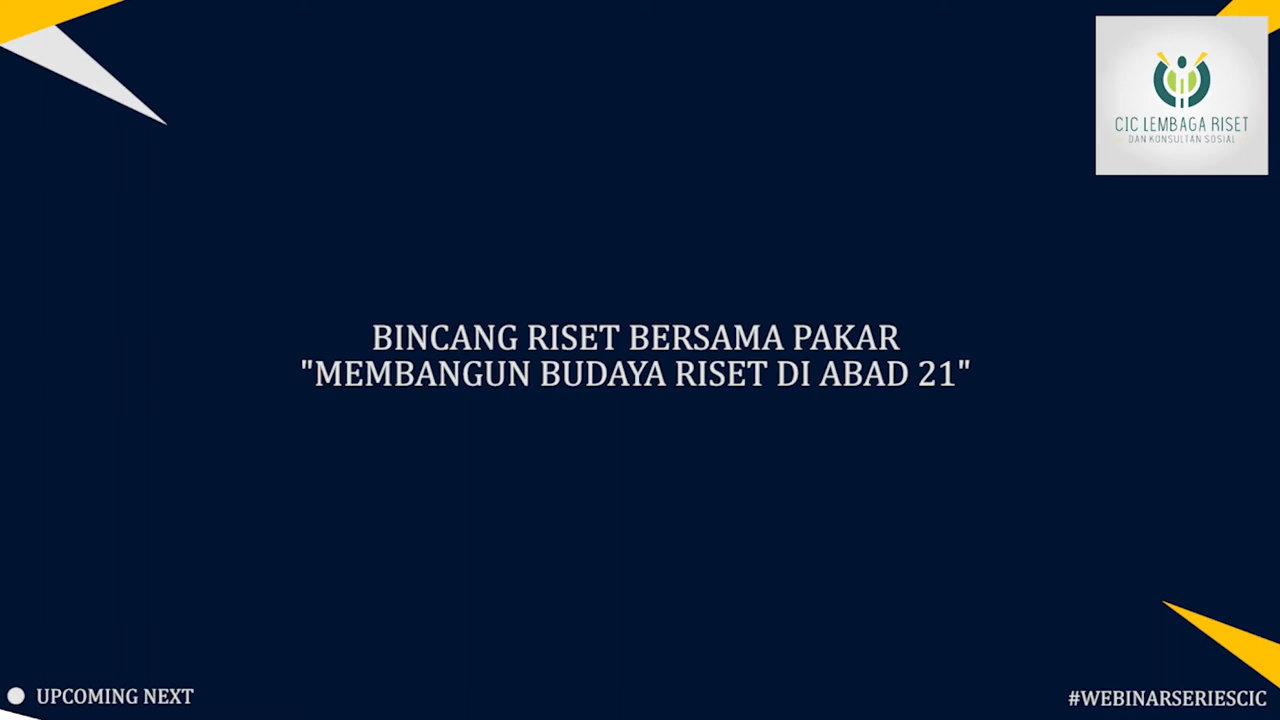 CIC LEMBAGA RISET
DAN KONSULTAN SOSIAL
BINCANG RISET BERSAMA PAKAR
"MEMBANGUN BUDAYA RISET DI ABAD 21"
UPCOMING NEXT
#WEBINARSERIESCIC